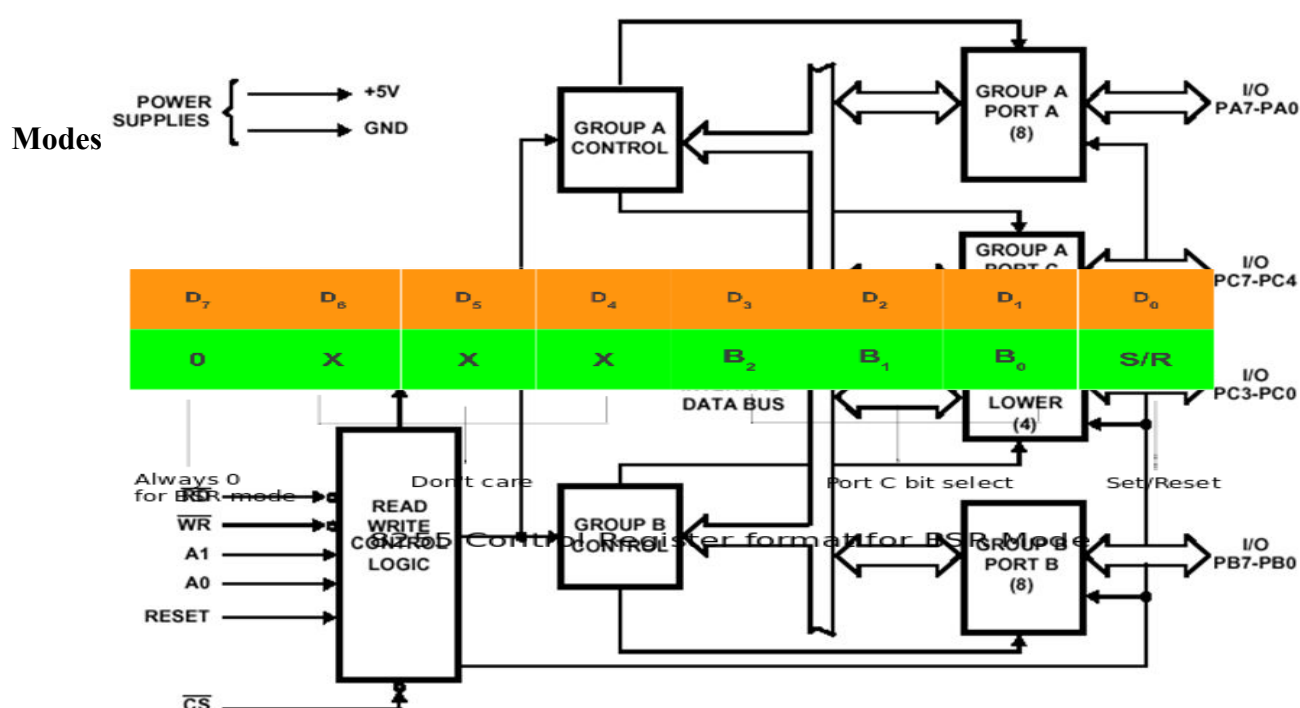 Modes
POWER
SUPPLIES
+5V
GND
GROUP A
CONTROL
GROUP A
PORT A
(8)
I/O
PA7-PA0
GROUP A
PORT C
I/O
PC7-PC4
D7 D6 D5 D4 D3 D2 D1 D0
0 X X X B2 B1 B0 S/R
I/O
PC3-PC0
DATA BUS
LOWER
(4)
Always 0
for BSR mode
Don't care
Port C bit select
Set/Reset
RD
WR
A1
A0
RESET
CS
READ
WRITE
CONTROL
LOGIC
GROUP B
CONTROL
8255 Control Register format for BSR Mode
GROUP B
PORT B
(8)
I/O
PB7-PB0